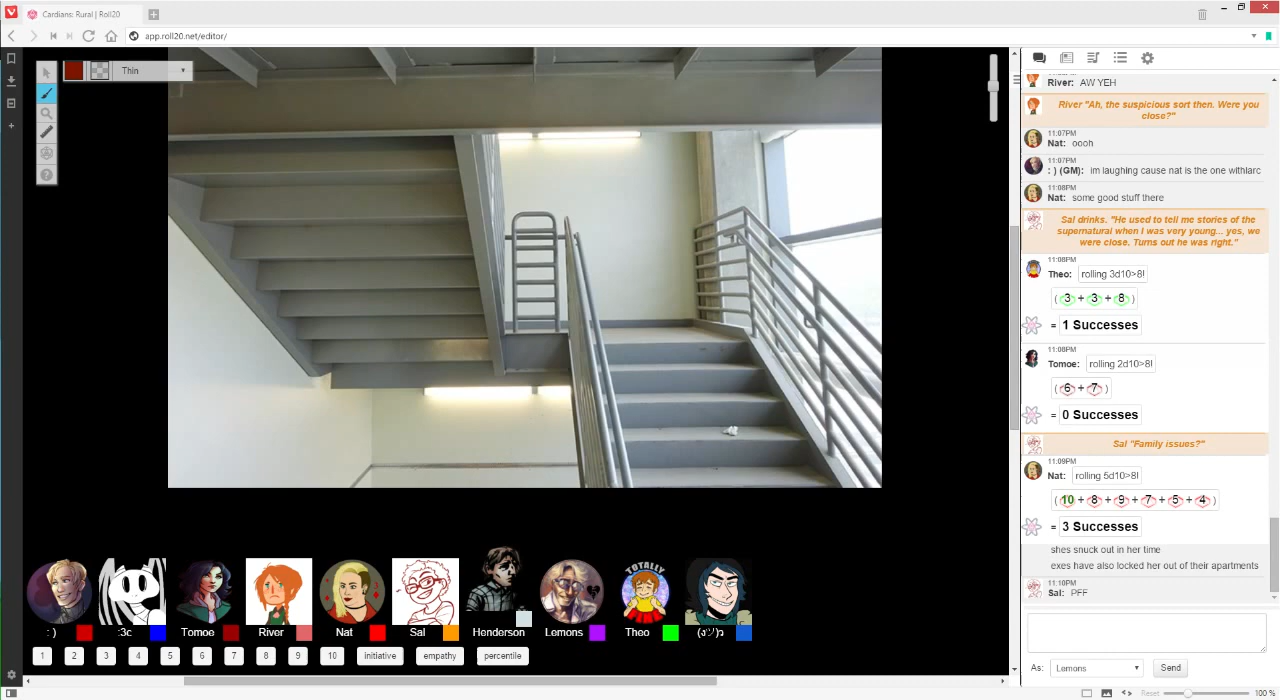 Cardians: Rural | Roll20
app.roll20.net/editor/
Thin
River: AW YEH
River "Ah, the suspicious sort then. Were you
close?"
11:07PM
Nat: oooh
11:07PM
: ) (GM): im laughing cause nat is the one withlarc
11:08PM
Nat: some good stuff there
Sal drinks. "He used to tell me stories of the
supernatural when I was very young... yes, we
were close. Turns out he was right."
11:08PM
Theo: rolling 3d10>8!
(3+3+8)
= 1 Successes
11:08PM
Tomoe: rolling 2d10>8!
(6+7)
= 0 Successes
Sal "Family issues?"
11:09PM
Nat: rolling 5d10>8!
(10+8+9+7+5+4)
= 3 Successes
shes snuck out in her time
exes have also locked her out of their apartments
11:10PM
Sal: PFF
TOTALLY
: )
:3c
Tomoe
River
Nat
Sal
Henderson
Lemons
Theo
1 2 3 4 5 6 7 8 9 10 initiative empathy percentile
As: Lemons Send
Reset 100 %